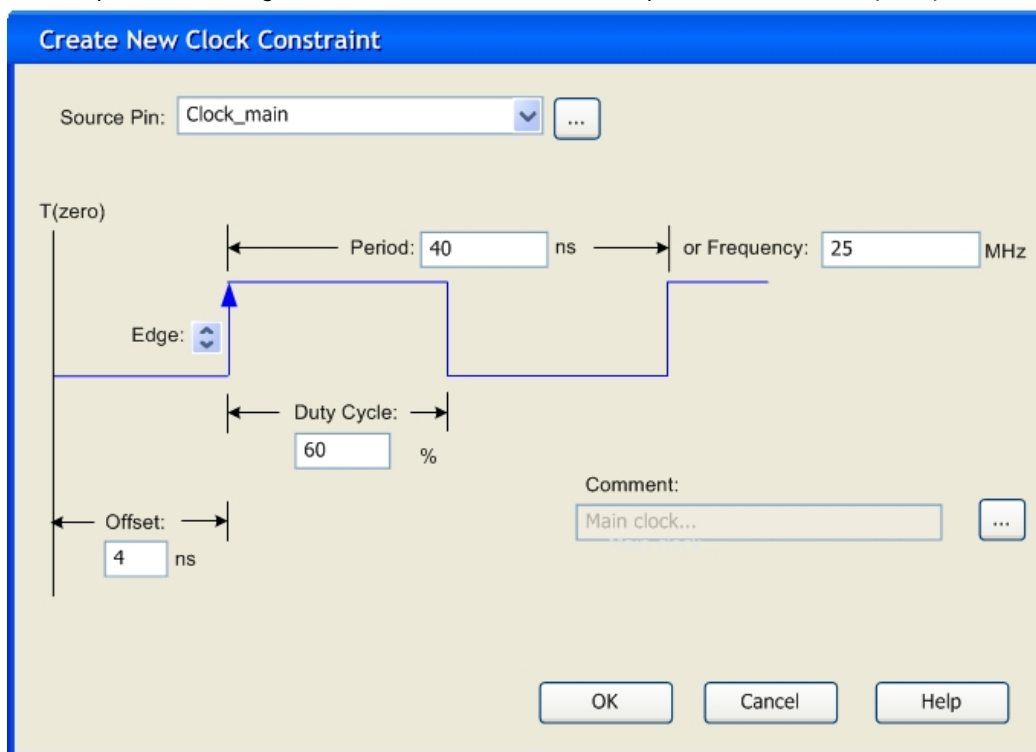 Create New Clock Constraint
Source Pin: Clock_main ...
T(zero)
Period: 40 ns or Frequency: 25 MHz
Edge:
Duty Cycle:
60 %
Comment:
Main clock... ...
Offset:
4 ns
OK Cancel Help